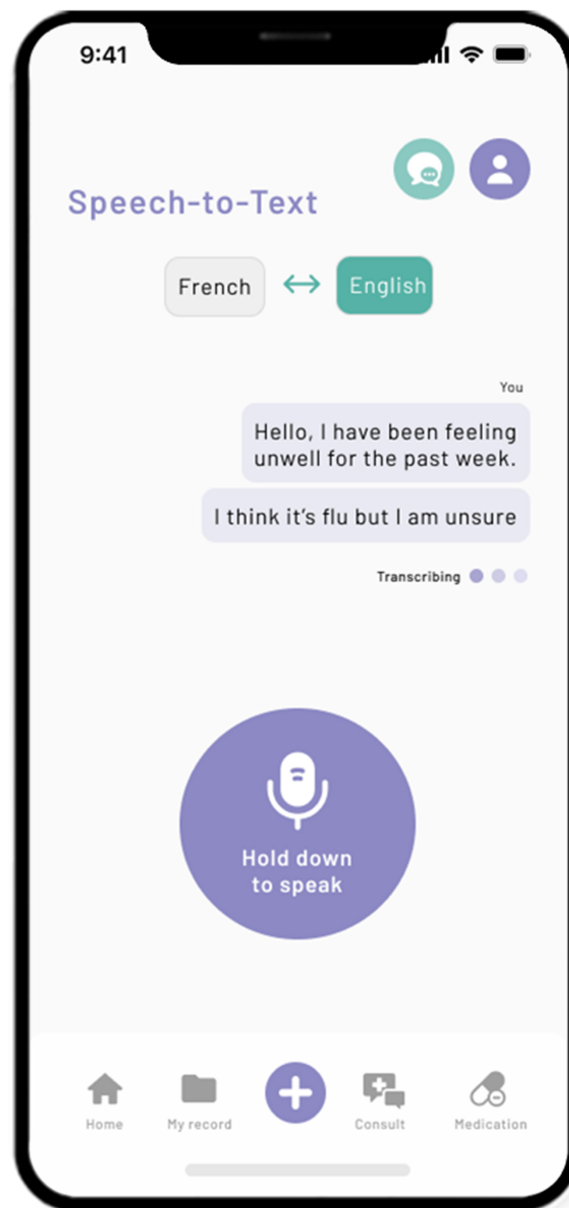 9:41
Speech-to-Text
French
English
You
Hello, I have been feeling
unwell for the past week.
I think it's flu but I am unsure
Transcribing
Hold down
to speak
Home
My record
Consult
Medication